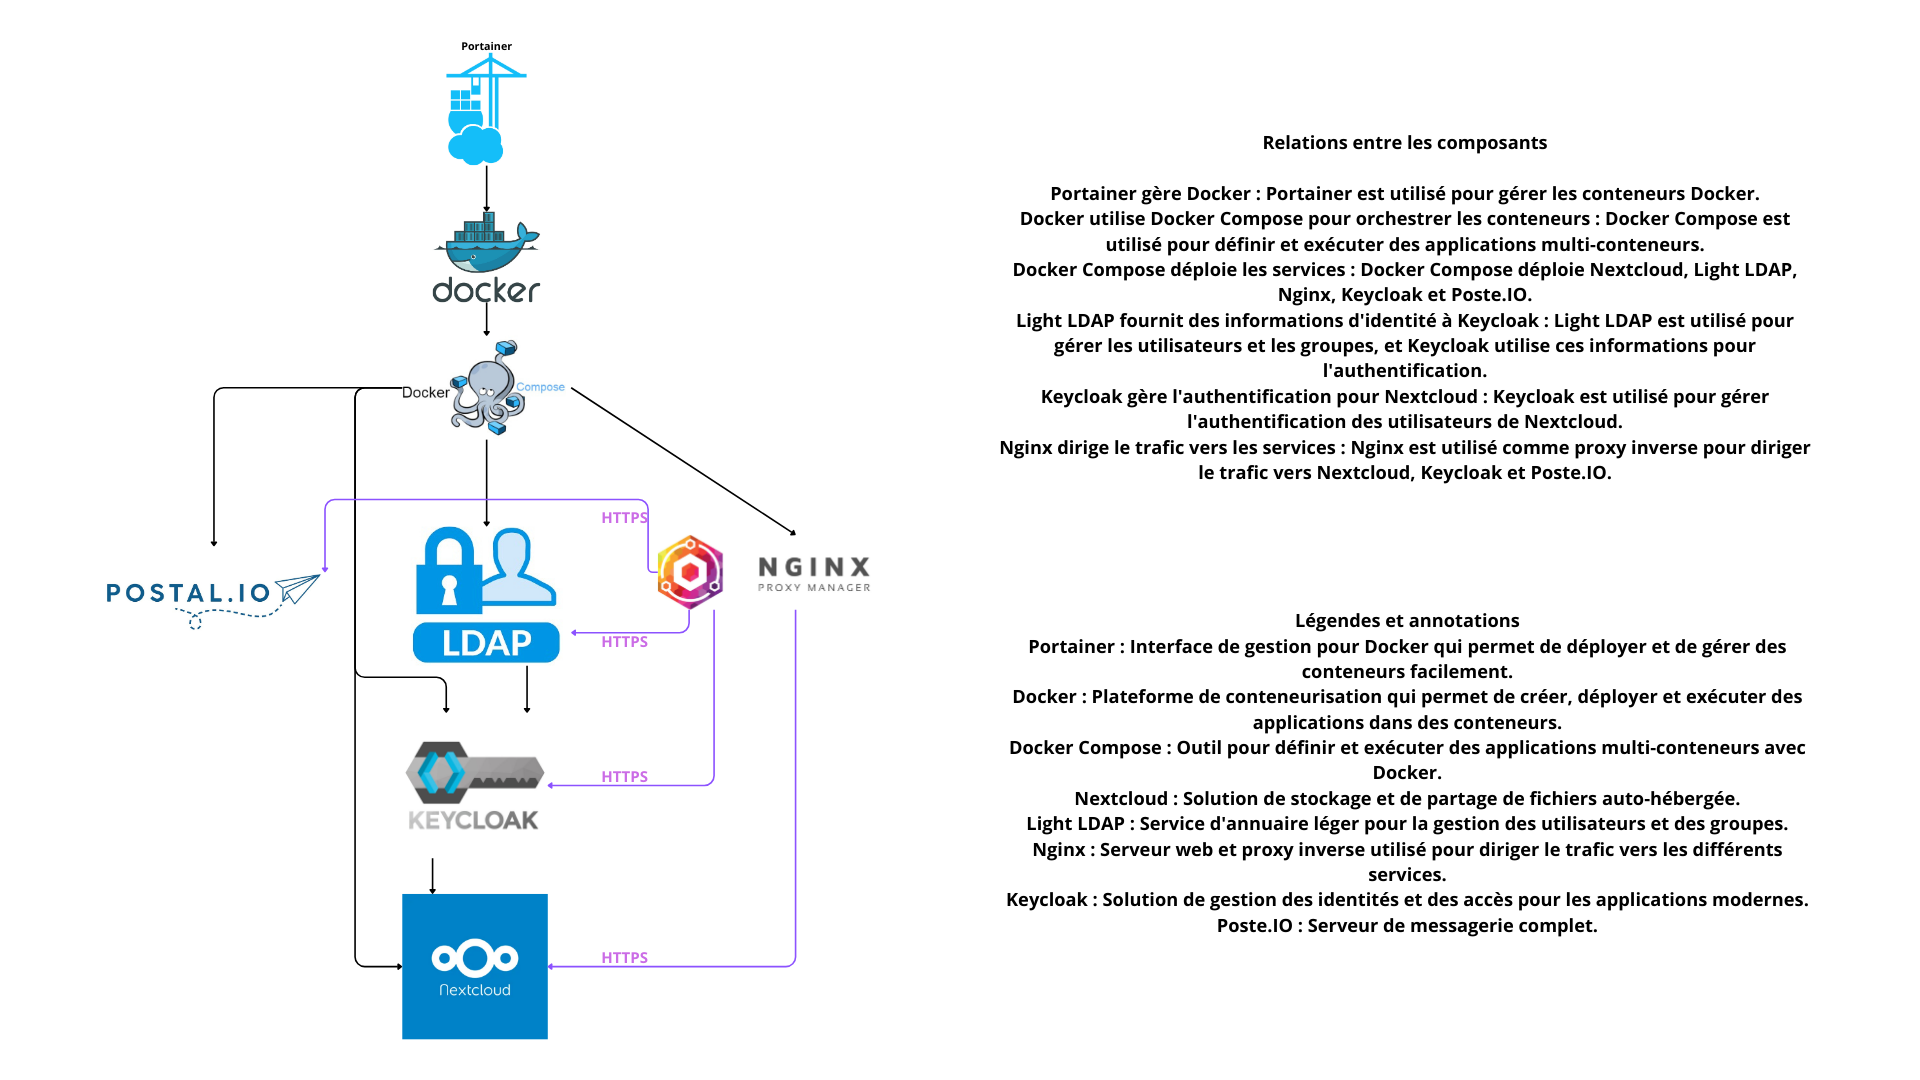 Portainer
docker
Docker
Compose
HTTPS
POSTAL.IO
NGINX
PROXY MANAGER
LDAP
HTTPS
HTTPS
KEYCLOAK
HTTPS
Nextcloud
Relations entre les composants
Portainer gère Docker : Portainer est utilisé pour gérer les conteneurs Docker.
Docker utilise Docker Compose pour orchestrer les conteneurs : Docker Compose est
utilisé pour définir et exécuter des applications multi-conteneurs.
Docker Compose déploie les services : Docker Compose déploie Nextcloud, Light LDAP,
Nginx, Keycloak et Poste.IO.
Light LDAP fournit des informations d'identité à Keycloak : Light LDAP est utilisé pour
gérer les utilisateurs et les groupes, et Keycloak utilise ces informations pour
l'authentification.
Keycloak gère l'authentification pour Nextcloud : Keycloak est utilisé pour gérer
l'authentification des utilisateurs de Nextcloud.
Nginx dirige le trafic vers les services : Nginx est utilisé comme proxy inverse pour diriger
le trafic vers Nextcloud, Keycloak et Poste.IO.
Légendes et annotations
Portainer : Interface de gestion pour Docker qui permet de déployer et de gérer des
conteneurs facilement.
Docker : Plateforme de conteneurisation qui permet de créer, déployer et exécuter des
applications dans des conteneurs.
Docker Compose : Outil pour définir et exécuter des applications multi-conteneurs avec
Docker.
Nextcloud : Solution de stockage et de partage de fichiers auto-hébergée.
Light LDAP : Service d'annuaire léger pour la gestion des utilisateurs et des groupes.
Nginx : Serveur web et proxy inverse utilisé pour diriger le trafic vers les différents
services.
Keycloak : Solution de gestion des identités et des accès pour les applications modernes.
Poste.IO : Serveur de messagerie complet.